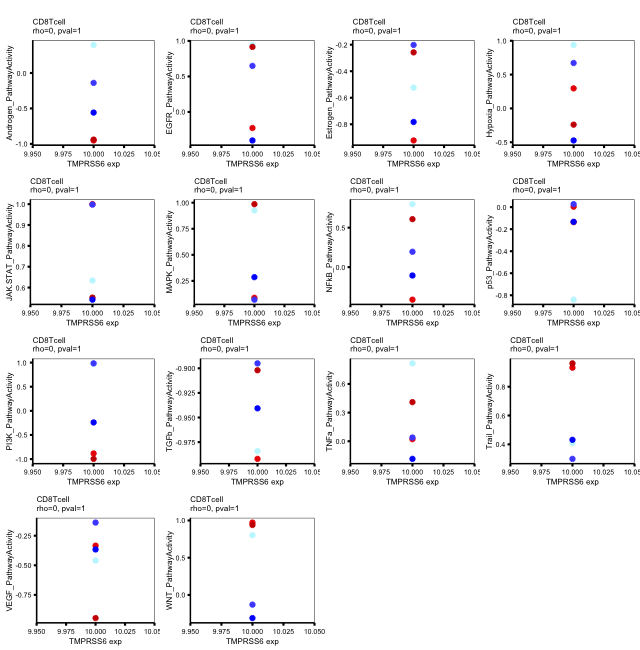 CD8Tcell
rho=0, pval=1
Androgen_PathwayActivity
0.0
-0.5
-1.0
9.950 9.975 10.000 10.025 10.05
TMPRSS6 exp
CD8Tcell
rho=0, pval=1
EGFR_PathwayActivity
1.0
0.5
0.0
9.950 9.975 10.000 10.025 10.05
TMPRSS6 exp
CD8Tcell
rho=0, pval=1
Estrogen_PathwayActivity
-0.2
-0.4
-0.6
-0.8
9.950 9.975 10.000 10.025 10.05
TMPRSS6 exp
CD8Tcell
rho=0, pval=1
Hypoxia_PathwayActivity
1.0
0.5
0.0
-0.5
9.950 9.975 10.000 10.025 10.05
TMPRSS6 exp
CD8Tcell
rho=0, pval=1
JAK.STAT_PathwayActivity
1.0
0.9
0.8
0.7
0.6
9.950 9.975 10.000 10.025 10.05
TMPRSS6 exp
CD8Tcell
rho=0, pval=1
MAPK_PathwayActivity
1.00
0.75
0.50
0.25
9.950 9.975 10.000 10.025 10.05
TMPRSS6 exp
CD8Tcell
rho=0, pval=1
NFkB_PathwayActivity
0.5
0.0
9.950 9.975 10.000 10.025 10.05
TMPRSS6 exp
CD8Tcell
rho=0, pval=1
p53_PathwayActivity
0.0
-0.2
-0.4
-0.6
-0.8
9.950 9.975 10.000 10.025 10.05
TMPRSS6 exp
CD8Tcell
rho=0, pval=1
PI3K_PathwayActivity
1.0
0.5
0.0
-0.5
-1.0
9.950 9.975 10.000 10.025 10.05
TMPRSS6 exp
CD8Tcell
rho=0, pval=1
TGFb_PathwayActivity
-0.900
-0.925
-0.950
-0.975
9.950 9.975 10.000 10.025 10.05
TMPRSS6 exp
CD8Tcell
rho=0, pval=1
TNFa_PathwayActivity
0.6
0.3
0.0
9.950 9.975 10.000 10.025 10.05
TMPRSS6 exp
CD8Tcell
rho=0, pval=1
Trail_PathwayActivity
0.8
0.6
0.4
9.950 9.975 10.000 10.025 10.05
TMPRSS6 exp
CD8Tcell
rho=0, pval=1
VEGF_PathwayActivity
-0.25
-0.50
-0.75
9.950 9.975 10.000 10.025 10.05
TMPRSS6 exp
CD8Tcell
rho=0, pval=1
WNT_PathwayActivity
1.0
0.5
0.0
9.950 9.975 10.000 10.025 10.050
TMPRSS6 exp